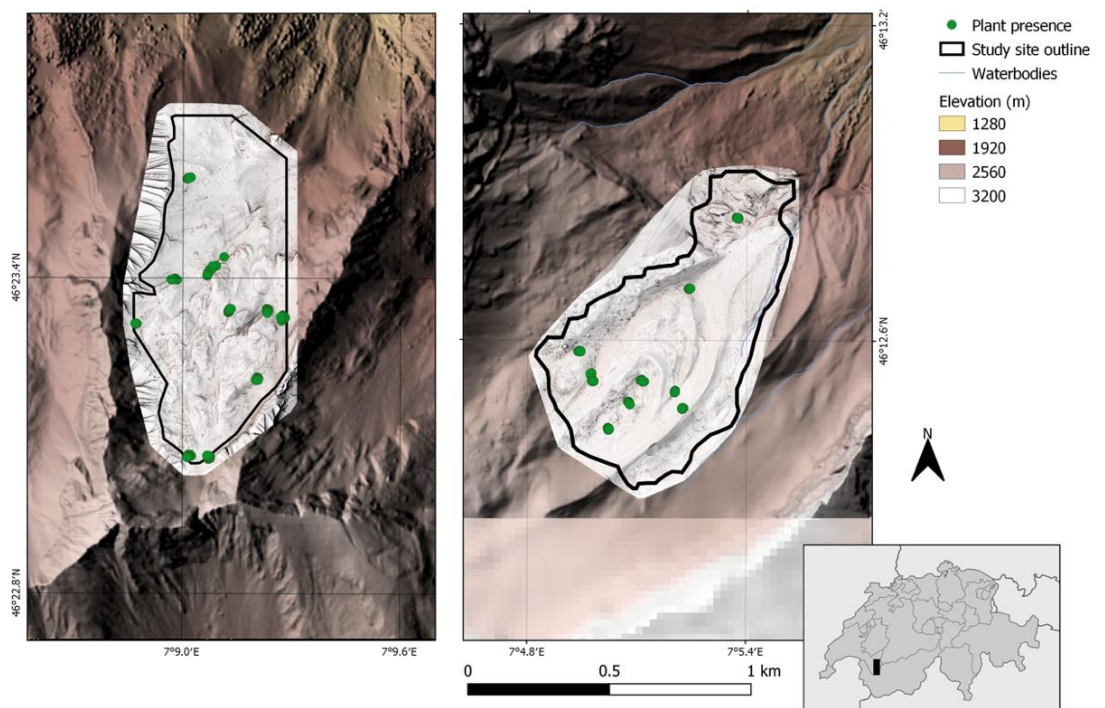 Plant presence
Study site outline
Waterbodies
Elevation (m)
1280
1920
2560
3200
46°23.4'N
46°22.8'N
7°9.0'E
7°9.6'E
46°13.2'
46°12.6'N
7°4.8'E
7°5.4'E
N
0 0.5 1 km